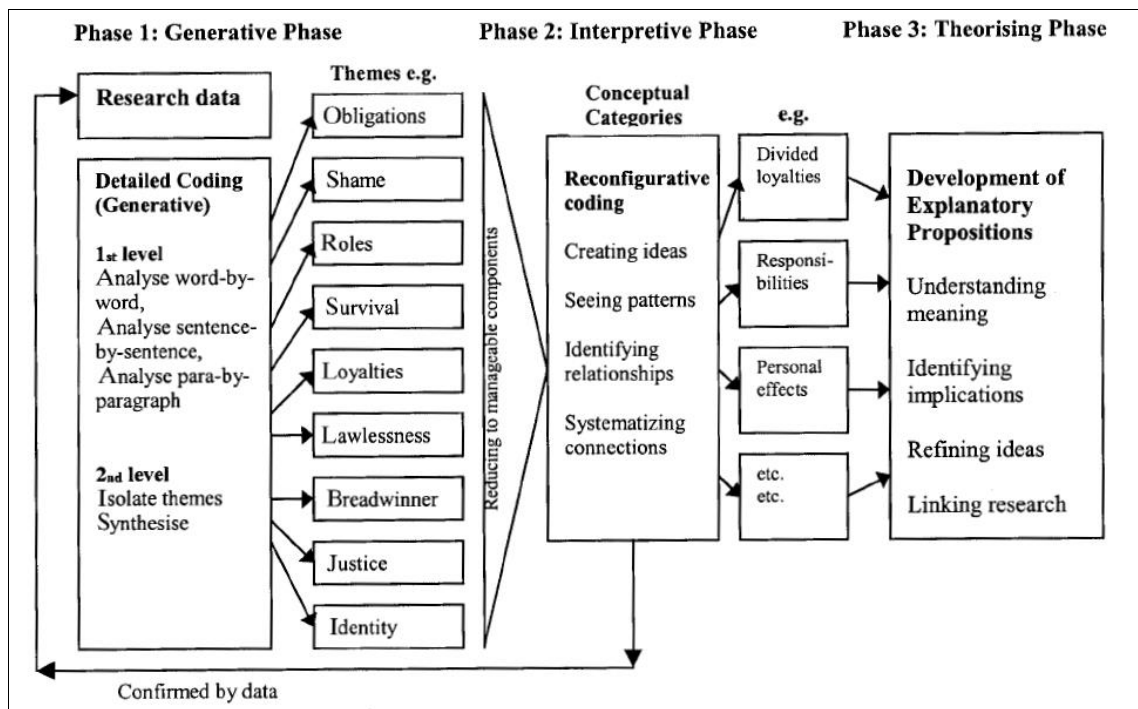 Phase 1: Generative Phase
Phase 2: Interpretive Phase
Phase 3: Theorising Phase
Research data
Detailed Coding
(Generative)
1st level
Analyse word-by-
word,
Analyse sentence-
by-sentence,
Analyse para-by-
paragraph
2nd level
Isolate themes
Synthesise
Themes e.g.
Obligations
Shame
Roles
Survival
Loyalties
Lawlessness
Breadwinner
Justice
Identity
Reducing to manageable components
Conceptual
Categories
Reconfigurative
coding
Creating ideas
Seeing patterns
Identifying
relationships
Systematizing
connections
e.g.
Divided
loyalties
Responsi-
bilities
Personal
effects
etc.
etc.
Development of
Explanatory
Propositions
Understanding
meaning
Identifying
implications
Refining ideas
Linking research
Confirmed by data